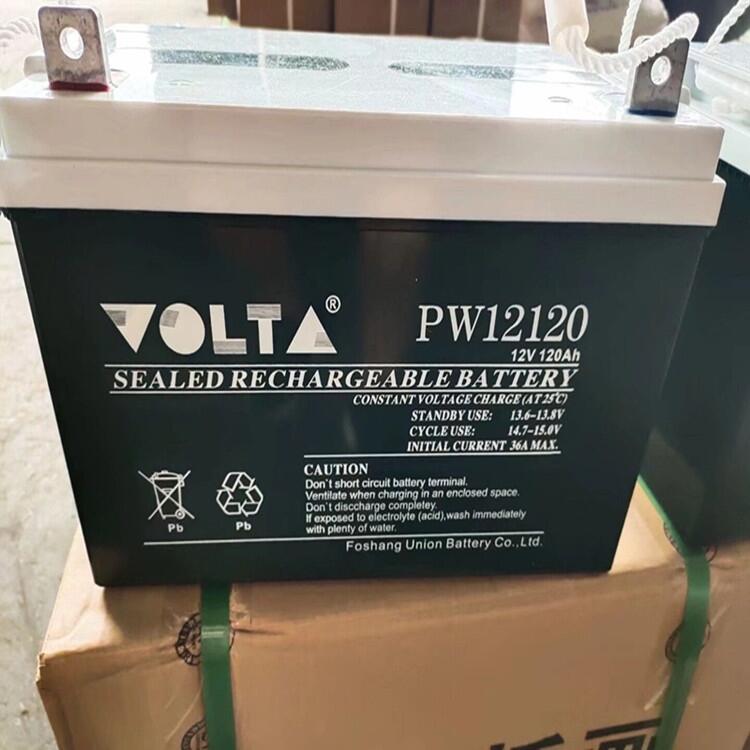 VOLTA®
PW12120
12V 120Ah
SEALED RECHARGEABLE BATTERY
CONSTANT VOLTAGE CHARGE (AT 25℃)
STANDBY USE: 13.6-13.8V
CYCLE USE: 14.7-15.0V
INITIAL CURRENT 36A MAX.
CAUTION
Don't short circuit battery terminal.
Ventilate when charging in an enclosed space.
Don't disccharge completely.
If exposed to electrolyte (acid),wash immediately
with plenty of water.
Pb
Pb
Foshang Union Battery Co.,Ltd.